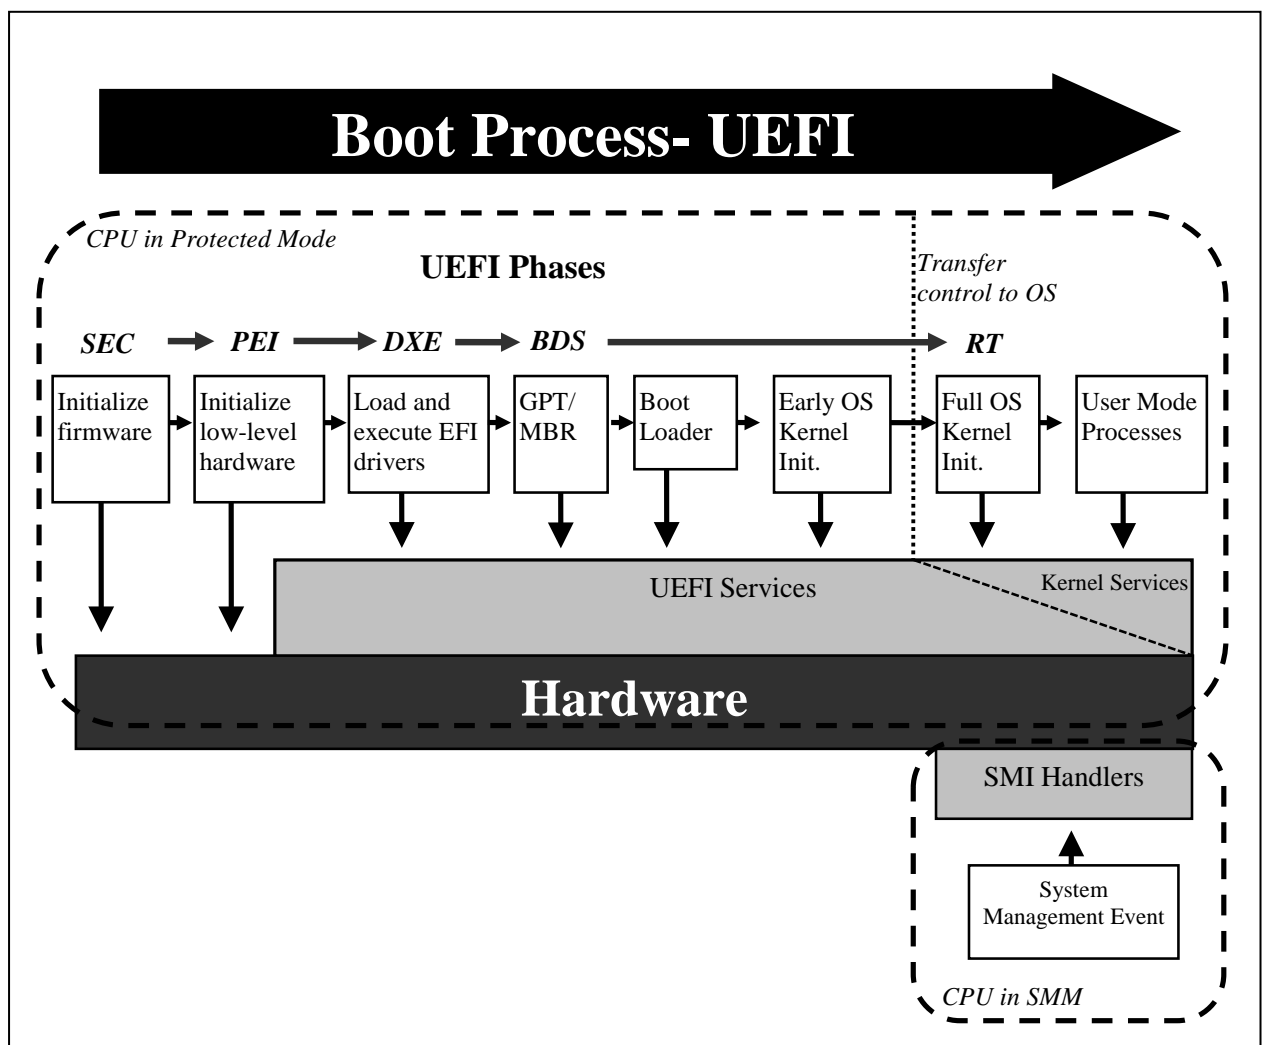 Boot Process- UEFI
CPU in Protected Mode
UEFI Phases
Transfer
control to OS
SEC
PEI
DXE
BDS
RT
Initialize
firmware
Initialize
low-level
hardware
Load and
execute EFI
drivers
GPT/
MBR
Boot
Loader
Early OS
Kernel
Init.
Full OS
Kernel
Init.
User Mode
Processes
UEFI Services
Kernel Services
Hardware
SMI Handlers
System
Management Event
CPU in SMM